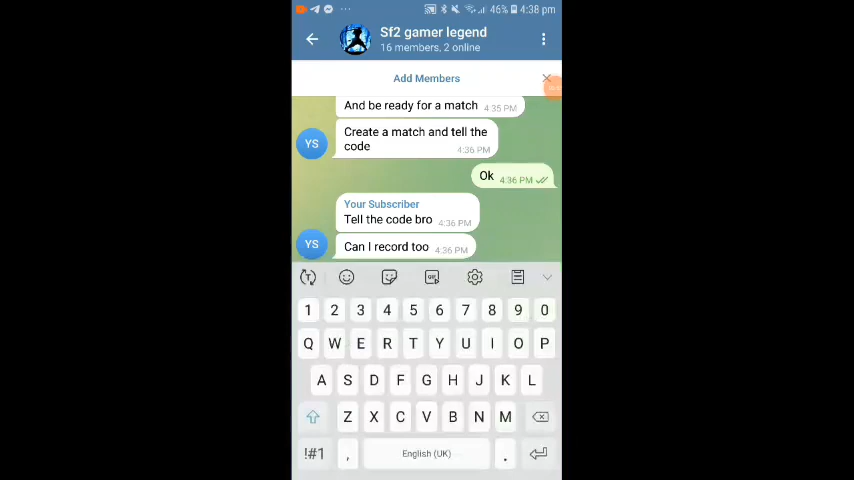 46% 4:38 pm
Sf2 gamer legend
16 members, 2 online
Add Members
And be ready for a match 4:35 PM
YS
Create a match and tell the
code 4:36 PM
Ok 4:36 PM
Your Subscriber
Tell the code bro 4:36 PM
YS
Can I record too 4:36 PM
T GIF
1 2 3 4 5 6 7 8 9 0
Q W E R T Y U I O P
A S D F G H J K L
Z X C V B N M
!#1 , English (UK) .